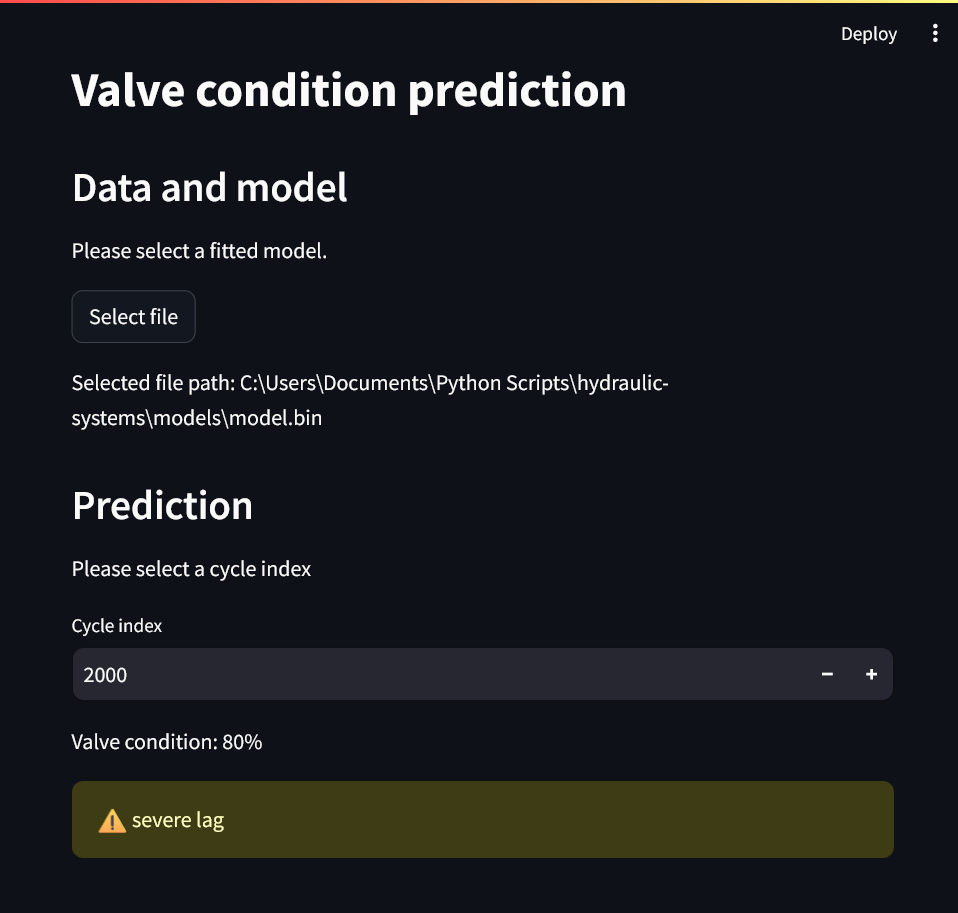 Deploy
Valve condition prediction
Data and model
Please select a fitted model.
Select file
Selected file path: C:\Users\Documents\Python Scripts\hydraulic-
systems\models\model.bin
Prediction
Please select a cycle index
Cycle index
2000
Valve condition: 80%
⚠️ severe lag